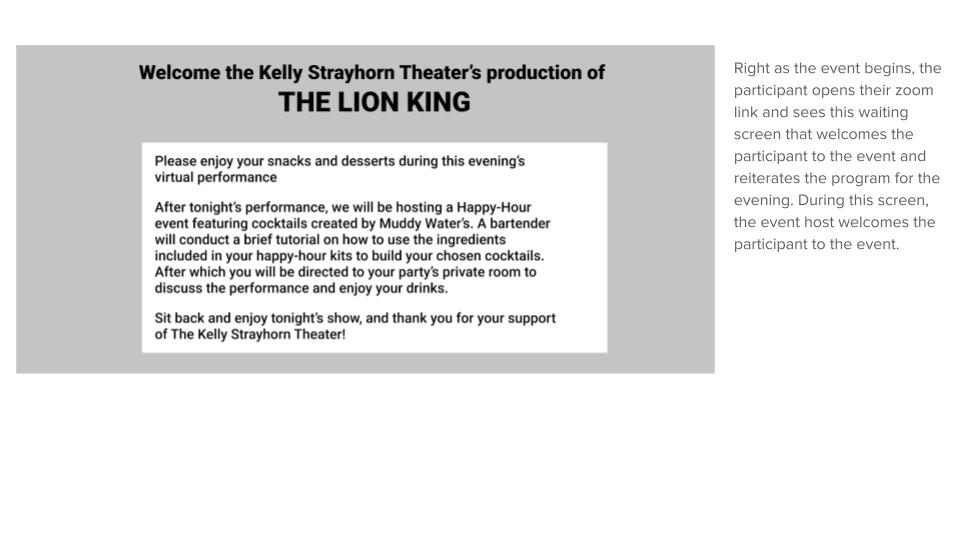 Welcome the Kelly Strayhorn Theater's production of
THE LION KING
Please enjoy your snacks and desserts during this evening's
virtual performance
After tonight's performance, we will be hosting a Happy-Hour
event featuring cocktails created by Muddy Water's. A bartender
will conduct a brief tutorial on how to use the ingredients
included in your happy-hour kits to build your chosen cocktails.
After which you will be directed to your party's private room to
discuss the performance and enjoy your drinks.
Sit back and enjoy tonight's show, and thank you for your support
of The Kelly Strayhorn Theater!
Right as the event begins, the
participant opens their zoom
link and sees this waiting
screen that welcomes the
participant to the event and
reiterates the program for the
evening. During this screen,
the event host welcomes the
participant to the event.